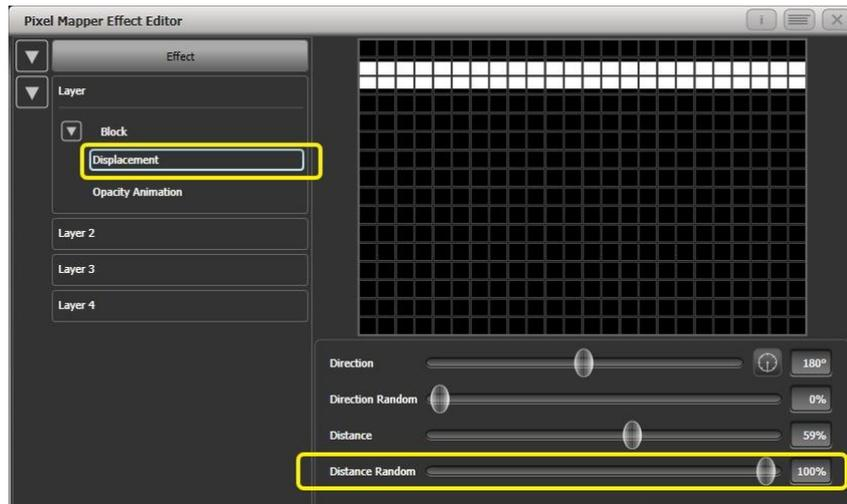 Pixel Mapper Effect Editor
Effect
Layer
Block
Displacement
Opacity Animation
Layer 2
Layer 3
Layer 4
Direction 180º
Direction Random 0%
Distance 59%
Distance Random 100%